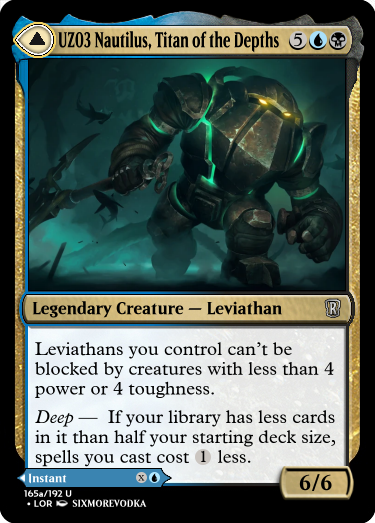 UZ03 Nautilus, Titan of the Depths 5
Legendary Creature — Leviathan R
Leviathans you control can't be
blocked by creatures with less than 4
power or 4 toughness.
Deep — If your library has less cards
in it than half your starting deck size,
spells you cast cost 1 less.
Instant X
6/6
165a/192 U
• LOR SIXMOREVODKA